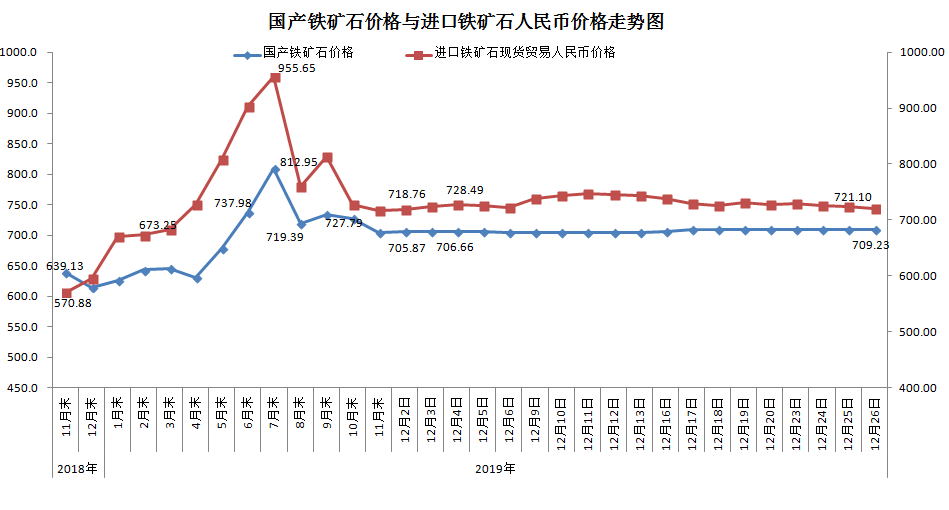 国产铁矿石价格与进口铁矿石人民币价格走势图
国产铁矿石价格
进口铁矿石现货贸易人民币价格
1000.0
950.0
900.0
850.0
800.0
750.0
700.0
650.0
600.0
550.0
500.0
450.0
1000.00
900.00
800.00
700.00
600.00
500.00
400.00
639.13
570.88
673.25
737.98
955.65
812.95
719.39
727.79
718.76
705.87
728.49
706.66
721.10
709.23
11月末
12月末
1月末
2月末
3月末
4月末
5月末
6月末
7月末
8月末
9月末
10月末
11月末
12月2日
12月3日
12月4日
12月5日
12月6日
12月9日
12月10日
12月11日
12月12日
12月13日
12月16日
12月17日
12月18日
12月19日
12月20日
12月23日
12月24日
12月25日
12月26日
2018年
2019年